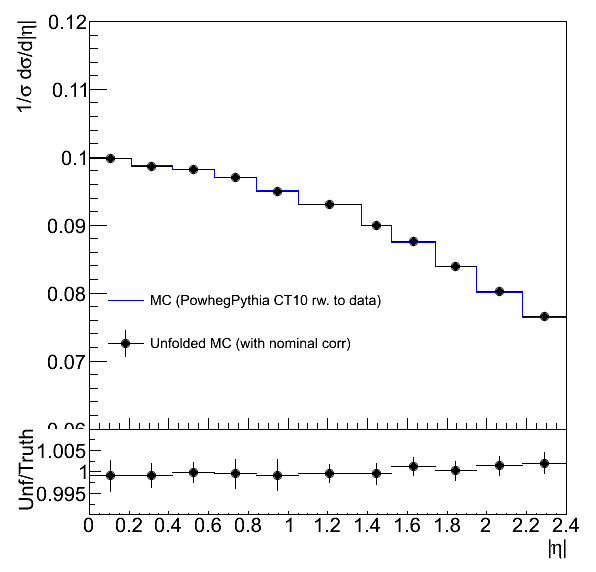 1/σ dσ/d|η|
0.12
0.11
0.1
0.09
0.08
0.07
0.06
MC (PowhegPythia CT10 rw. to data)
Unfolded MC (with nominal corr)
Unf/Truth
1.005
1
0.995
0 0.2 0.4 0.6 0.8 1 1.2 1.4 1.6 1.8 2 2.2 2.4
|η|